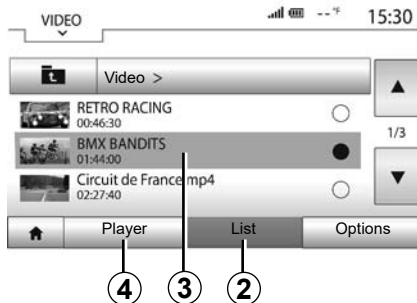 VIDEO
--°F 15:30
Video >
RETRO RACING
00:46:30
1/3
BMX BANDITS
01:44:00
Circuit de France mp4
02:27:40
Player List Options
4 3 2